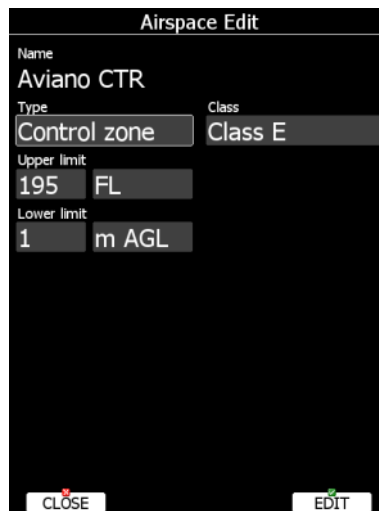 Airspace Edit
Name
Aviano CTR
Type Class
Control zone Class E
Upper limit
195 FL
Lower limit
1 m AGL
CLOSE EDIT